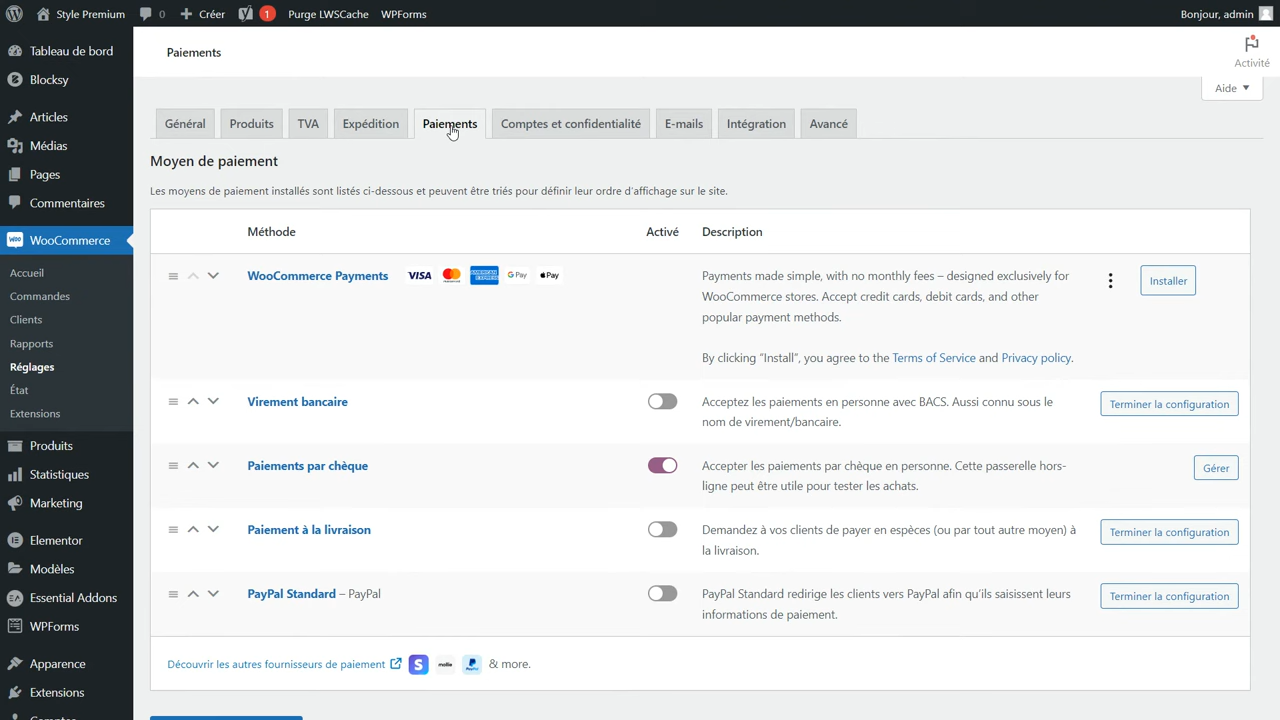 Style Premium 0 Créer 1 Purge LWSCache WPForms Bonjour, admin
Tableau de bord
Blocksy
Articles
Médias
Pages
Commentaires
WooCommerce
Accueil
Commandes
Clients
Rapports
Réglages
État
Extensions
Produits
Statistiques
Marketing
Elementor
Modèles
Essential Addons
WPForms
Apparence
Extensions
Paiements
Activité
Aide ▼
Général Produits TVA Expédition Paiements Comptes et confidentialité E-mails Intégration Avancé
Moyen de paiement
Les moyens de paiement installés sont listés ci-dessous et peuvent être triés pour définir leur ordre d'affichage sur le site.
Méthode Activé Description
WooCommerce Payments VISA AMERICAN EXPRESS G Pay Pay
Payments made simple, with no monthly fees – designed exclusively for
WooCommerce stores. Accept credit cards, debit cards, and other
popular payment methods.
By clicking "Install", you agree to the Terms of Service and Privacy policy.
Installer
Virement bancaire
Acceptez les paiements en personne avec BACS. Aussi connu sous le
nom de virement/bancaire.
Terminer la configuration
Paiements par chèque
Accepter les paiements par chèque en personne. Cette passerelle hors-
ligne peut être utile pour tester les achats.
Gérer
Paiement à la livraison
Demandez à vos clients de payer en espèces (ou par tout autre moyen) à
la livraison.
Terminer la configuration
PayPal Standard – PayPal
PayPal Standard redirige les clients vers PayPal afin qu'ils saisissent leurs
informations de paiement.
Terminer la configuration
Découvrir les autres fournisseurs de paiement S mollie PayPal & more.